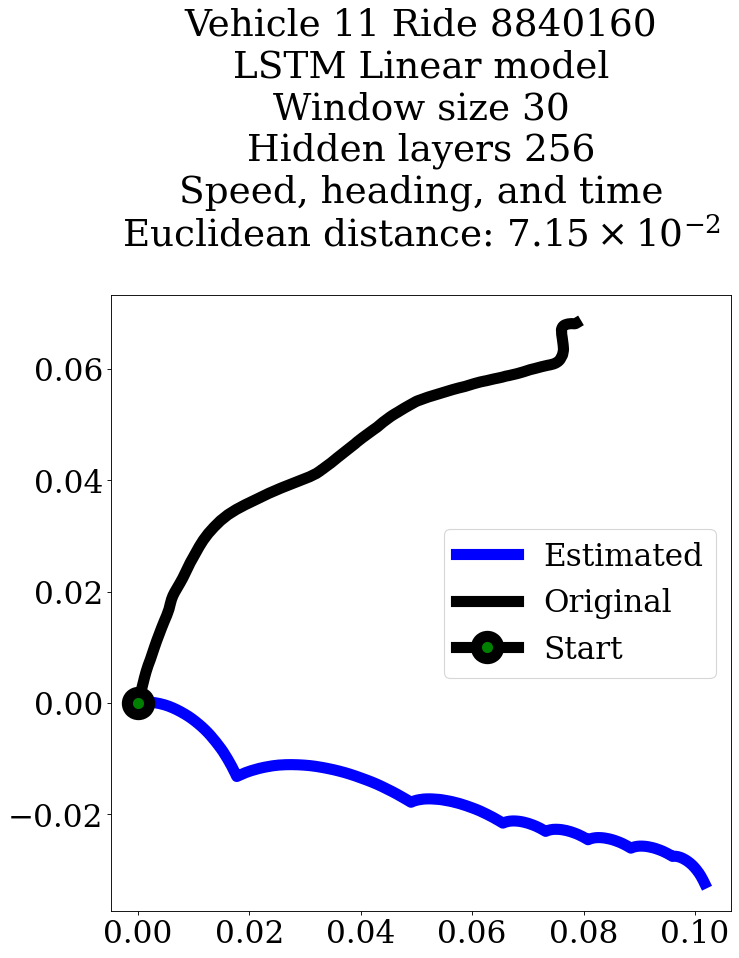 Vehicle 11 Ride 8840160
LSTM Linear model
Window size 30
Hidden layers 256
Speed, heading, and time
Euclidean distance: 7.15 × 10⁻²
0.06
0.04
0.02
0.00
−0.02
Estimated
Original
Start
0.00 0.02 0.04 0.06 0.08 0.10